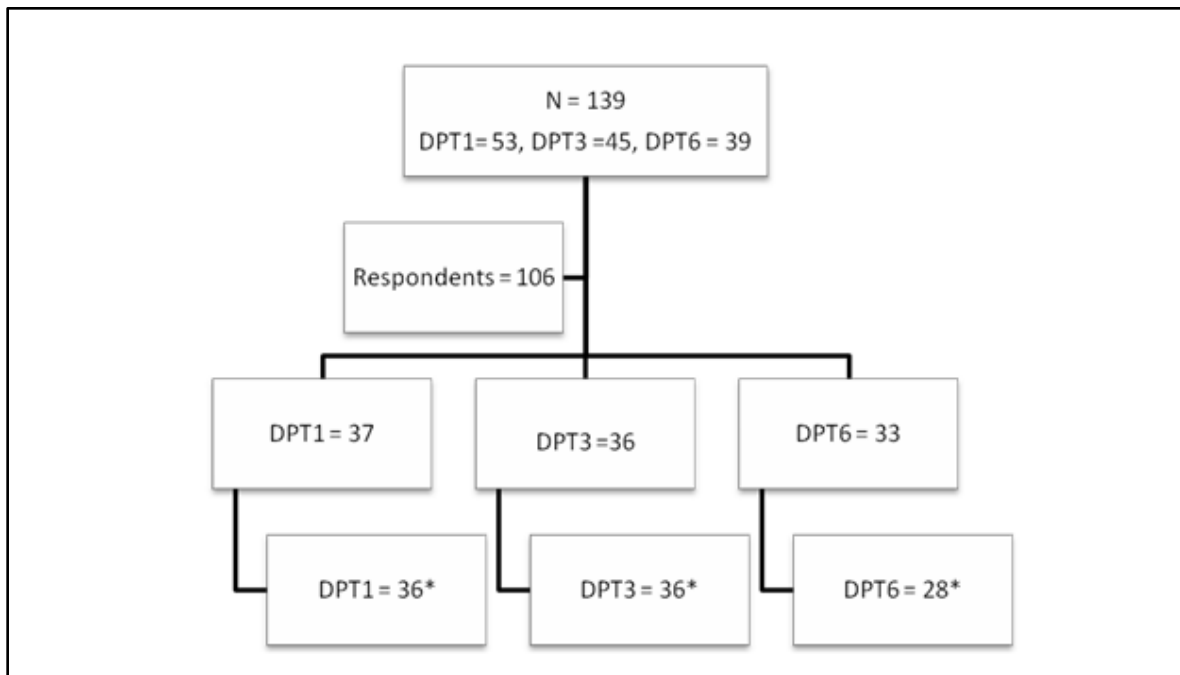 N = 139
DPT1= 53, DPT3 =45, DPT6 = 39
Respondents = 106
DPT1 = 37
DPT3 =36
DPT6 = 33
DPT1 = 36*
DPT3 = 36*
DPT6 = 28*